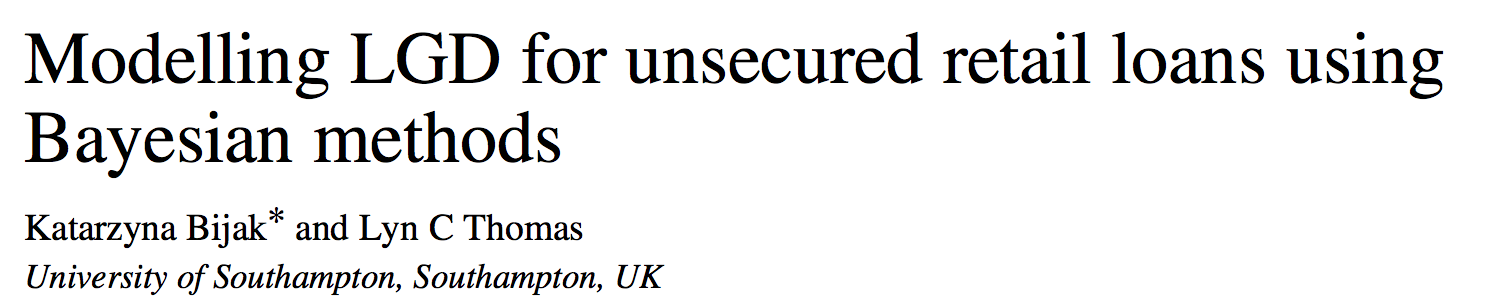 Modelling LGD for unsecured retail loans using
Bayesian methods
Katarzyna Bijak* and Lyn C Thomas
University of Southampton, Southampton, UK